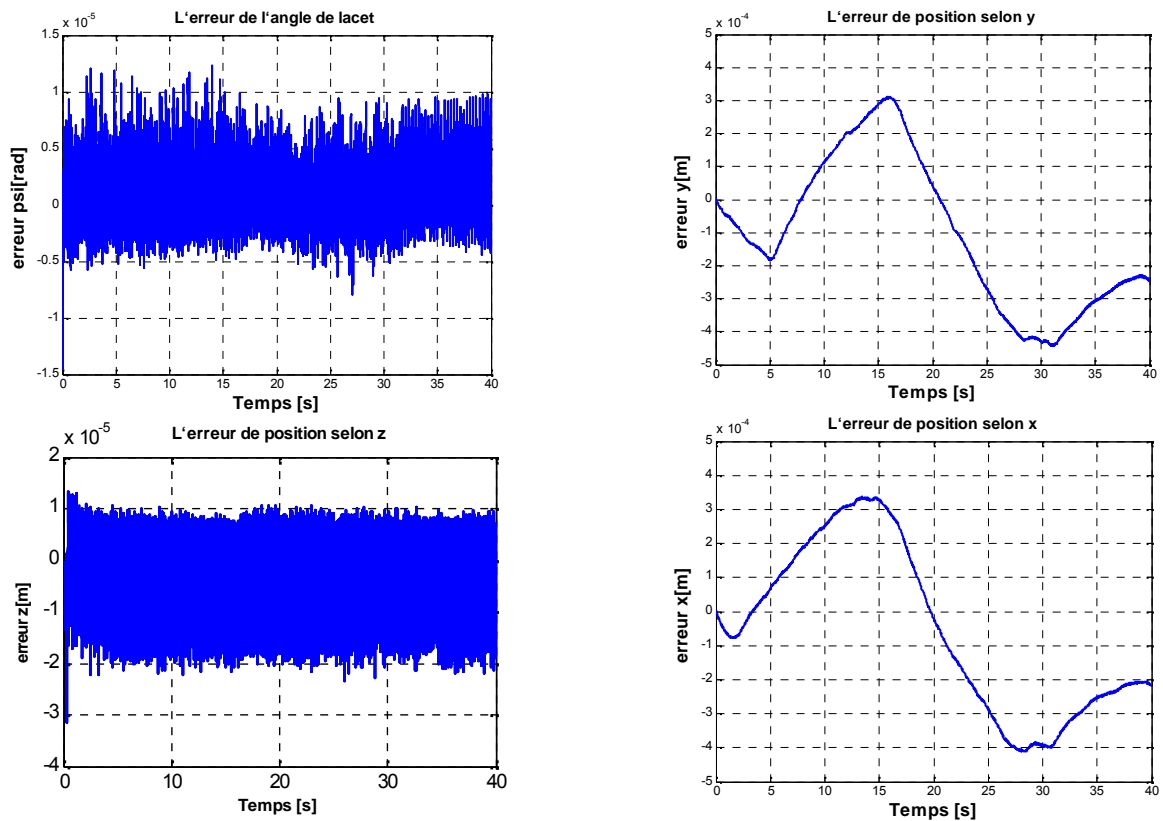 L‘erreur de l‘angle de lacet
x 10-5
1.5
1
0.5
0
-0.5
-1
-1.5
erreur psi[rad]
0 5 10 15 20 25 30 35 40
Temps [s]
L‘erreur de position selon y
x 10-4
5
4
3
2
1
0
-1
-2
-3
-4
-5
erreur y[m]
0 5 10 15 20 25 30 35 40
Temps [s]
L‘erreur de position selon z
x 10-5
2
1
0
-1
-2
-3
-4
erreur z[m]
0 10 20 30 40
Temps [s]
L‘erreur de position selon x
x 10-4
5
4
3
2
1
0
-1
-2
-3
-4
-5
erreur x[m]
0 5 10 15 20 25 30 35 40
Temps [s]